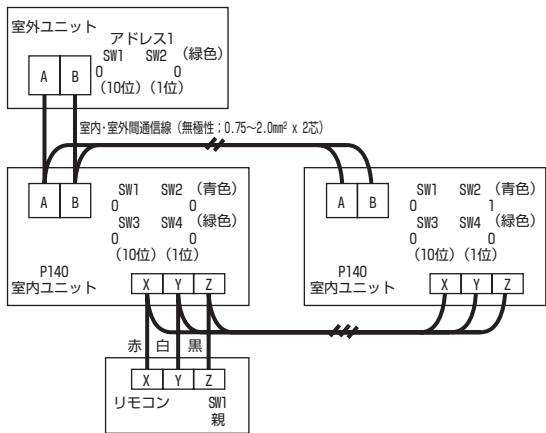 室外ユニット
アドレス1
SW1 SW2 (緑色)
A B
0 0
(10位) (1位)
室内・室外間通信線 (無極性:0.75~2.0mm² x 2芯)
A B
SW1 SW2 (青色)
0 0
SW3 SW4 (緑色)
0 0
(10位) (1位)
P140
室内ユニット
X Y Z
A B
SW1 SW2 (青色)
0 1
SW3 SW4 (緑色)
0 0
(10位) (1位)
P140
室内ユニット
X Y Z
赤 白 黒
X Y Z
リモコン SW1
親